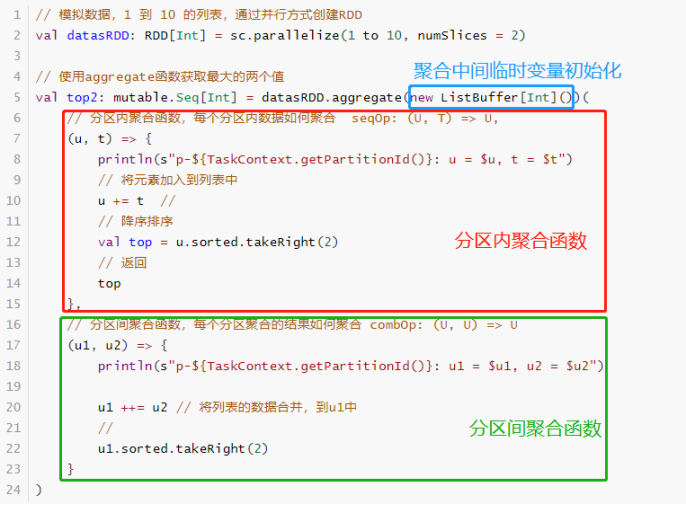 1 // 模拟数据，1 到 10 的列表，通过并行方式创建RDD
2 val datasRDD: RDD[Int] = sc.parallelize(1 to 10, numSlices = 2)
3
4 // 使用aggregate函数获取最大的两个值
聚合中间临时变量初始化
5 val top2: mutable.Seq[Int] = datasRDD.aggregate(new ListBuffer[Int]())(
6 // 分区内聚合函数，每个分区内数据如何聚合 seqOp: (U, T) => U,
7 (u, t) => {
8 println(s"p-${TaskContext.getPartitionId()}: u = $u, t = $t")
9 // 将元素加入到列表中
10 u += t //
11 // 降序排序
12 val top = u.sorted.takeRight(2)
分区内聚合函数
13 // 返回
14 top
15 },
16 // 分区间聚合函数，每个分区聚合的结果如何聚合 combOp: (U, U) => U
17 (u1, u2) => {
18 println(s"p-${TaskContext.getPartitionId()}: u1 = $u1, u2 = $u2")
19
20 u1 ++= u2 // 将列表的数据合并，到u1中
21 //
分区间聚合函数
22 u1.sorted.takeRight(2)
23 }
24 )